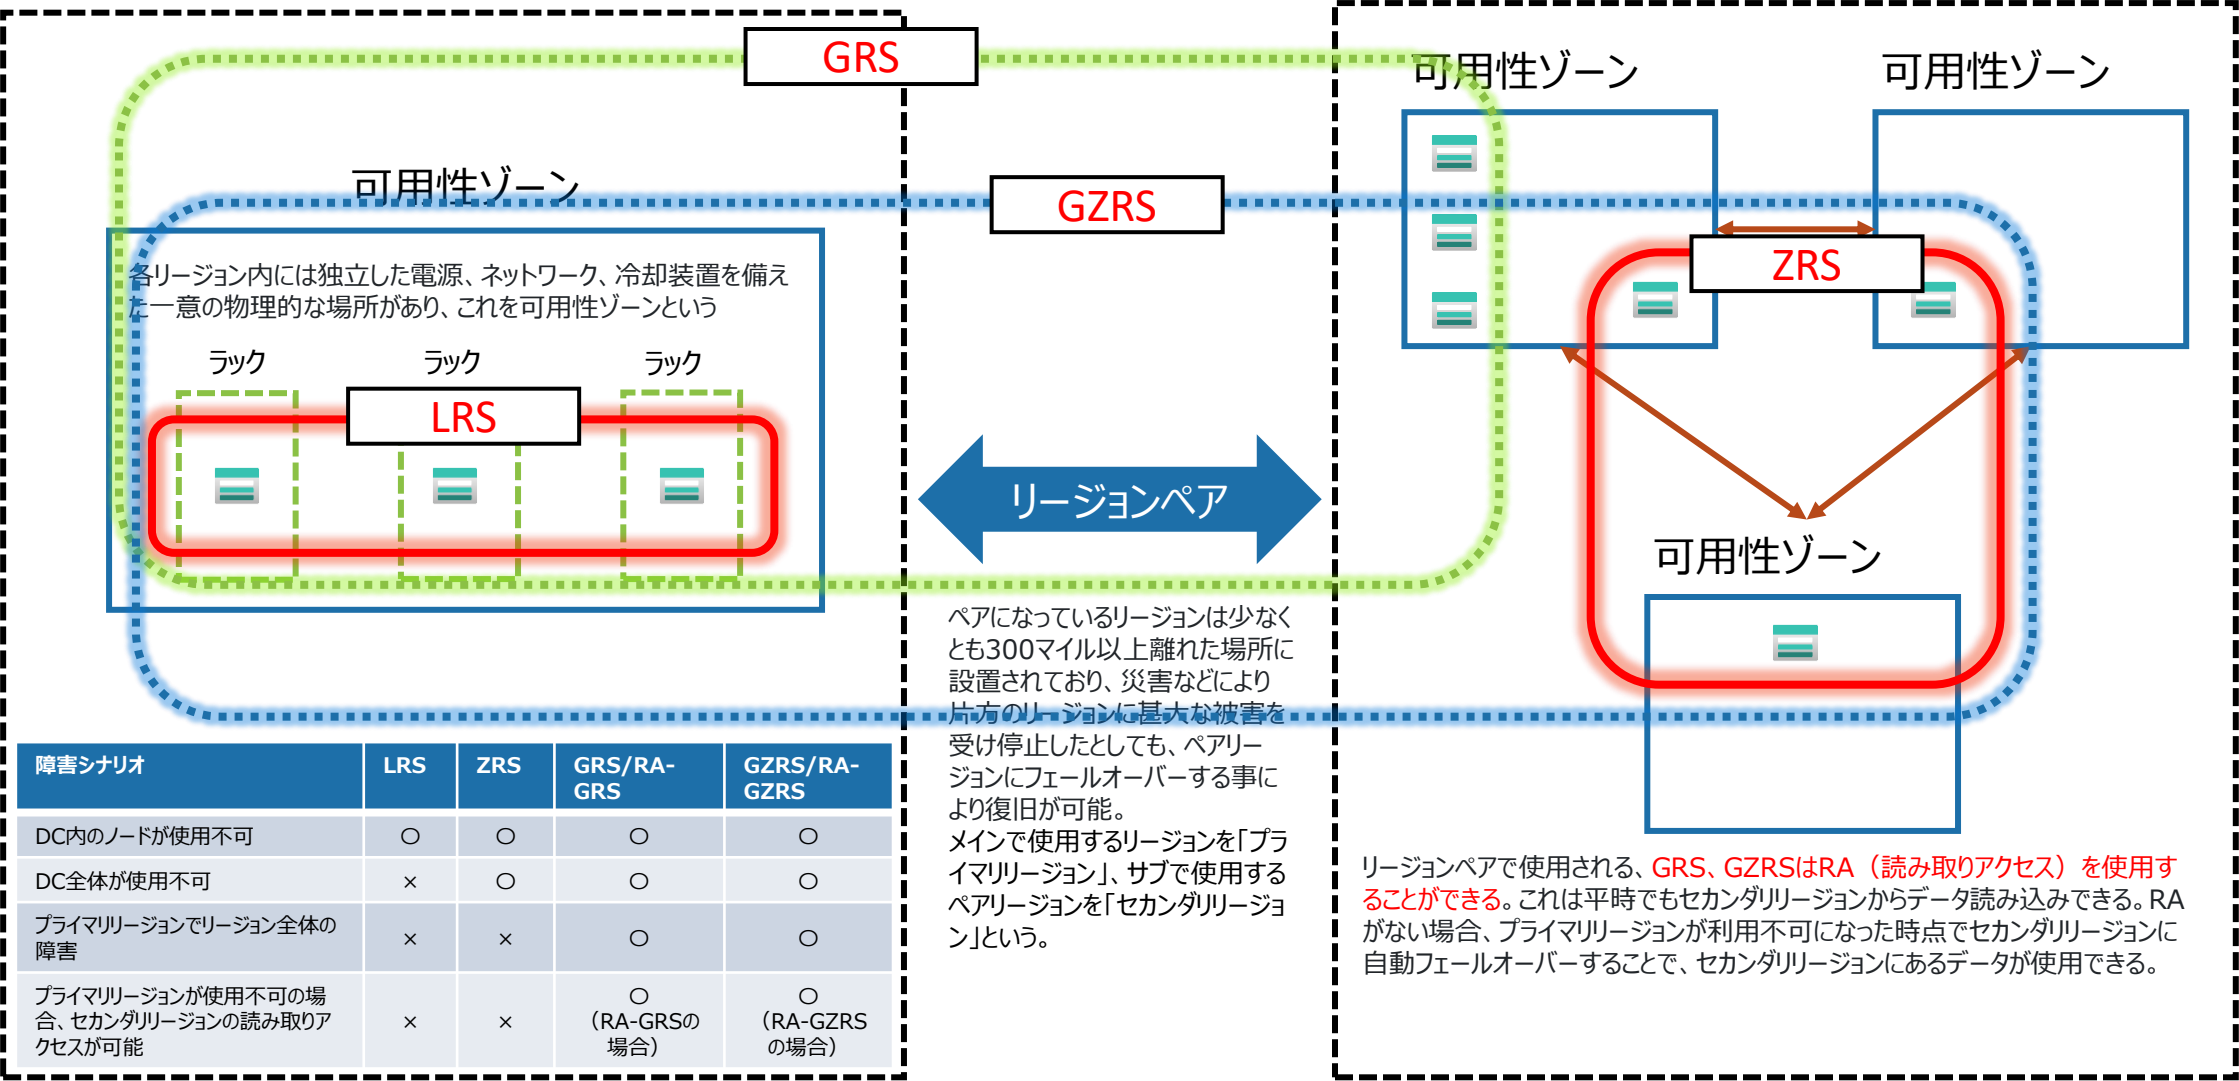 GRS
可用性ゾーン
可用性ゾーン
可用性ゾーン
GZRS
各リージョン内には独立した電源、ネットワーク、冷却装置を備え
た一意の物理的な場所があり、これを可用性ゾーンという
ZRS
ラック
ラック
ラック
LRS
リージョンペア
可用性ゾーン
ペアになっているリージョンは少なく
とも300マイル以上離れた場所に
設置されており、災害などにより
片方のリージョンに甚大な被害を
受け停止したとしても、ペアリー
ジョンにフェールオーバーする事に
より復旧が可能。
メインで使用するリージョンを「プラ
イマリリージョン」、サブで使用する
ペアリージョンを「セカンダリリージョ
ン」という。
障害シナリオ LRS ZRS GRS/RA-
GRS GZRS/RA-
GZRS
DC内のノードが使用不可 〇 〇 〇 〇
DC全体が使用不可 × 〇 〇 〇
プライマリリージョンでリージョン全体の
障害 × × 〇 〇
プライマリリージョンが使用不可の場
合、セカンダリリージョンの読み取りア
クセスが可能 × × 〇
（RA-GRSの
場合） 〇
（RA-GZRS
の場合）
リージョンペアで使用される、GRS、GZRSはRA（読み取りアクセス）を使用す
ることができる。これは平時でもセカンダリリージョンからデータ読み込みできる。RA
がない場合、プライマリリージョンが利用不可になった時点でセカンダリリージョンに
自動フェールオーバーすることで、セカンダリリージョンにあるデータが使用できる。